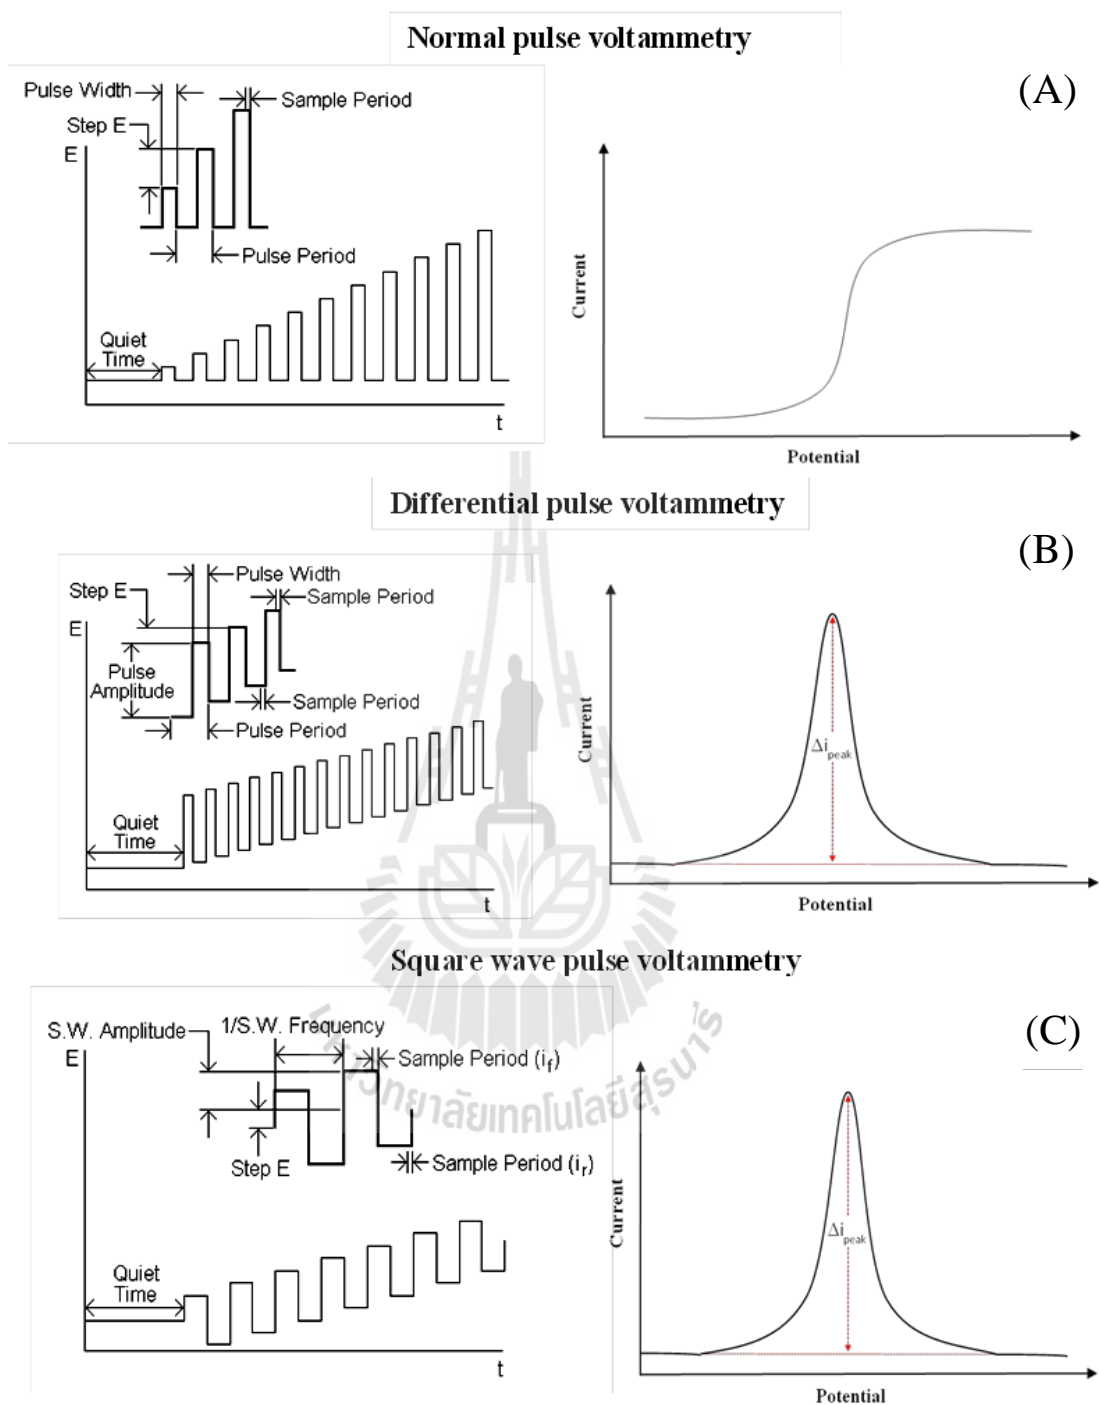 Normal pulse voltammetry
(A)
Pulse Width
Sample Period
Step E
E
Pulse Period
Quiet
Time
t
Current
Potential
Differential pulse voltammetry
(B)
Pulse Width
Step E
Sample Period
E
Pulse
Amplitude
Sample Period
Pulse Period
Quiet
Time
t
Current
Δi peak
Potential
Square wave pulse voltammetry
(C)
S.W. Amplitude
1/S.W. Frequency
E
Sample Period (if)
Step E
Sample Period (ir)
Quiet
Time
t
Current
Δi peak
Potential